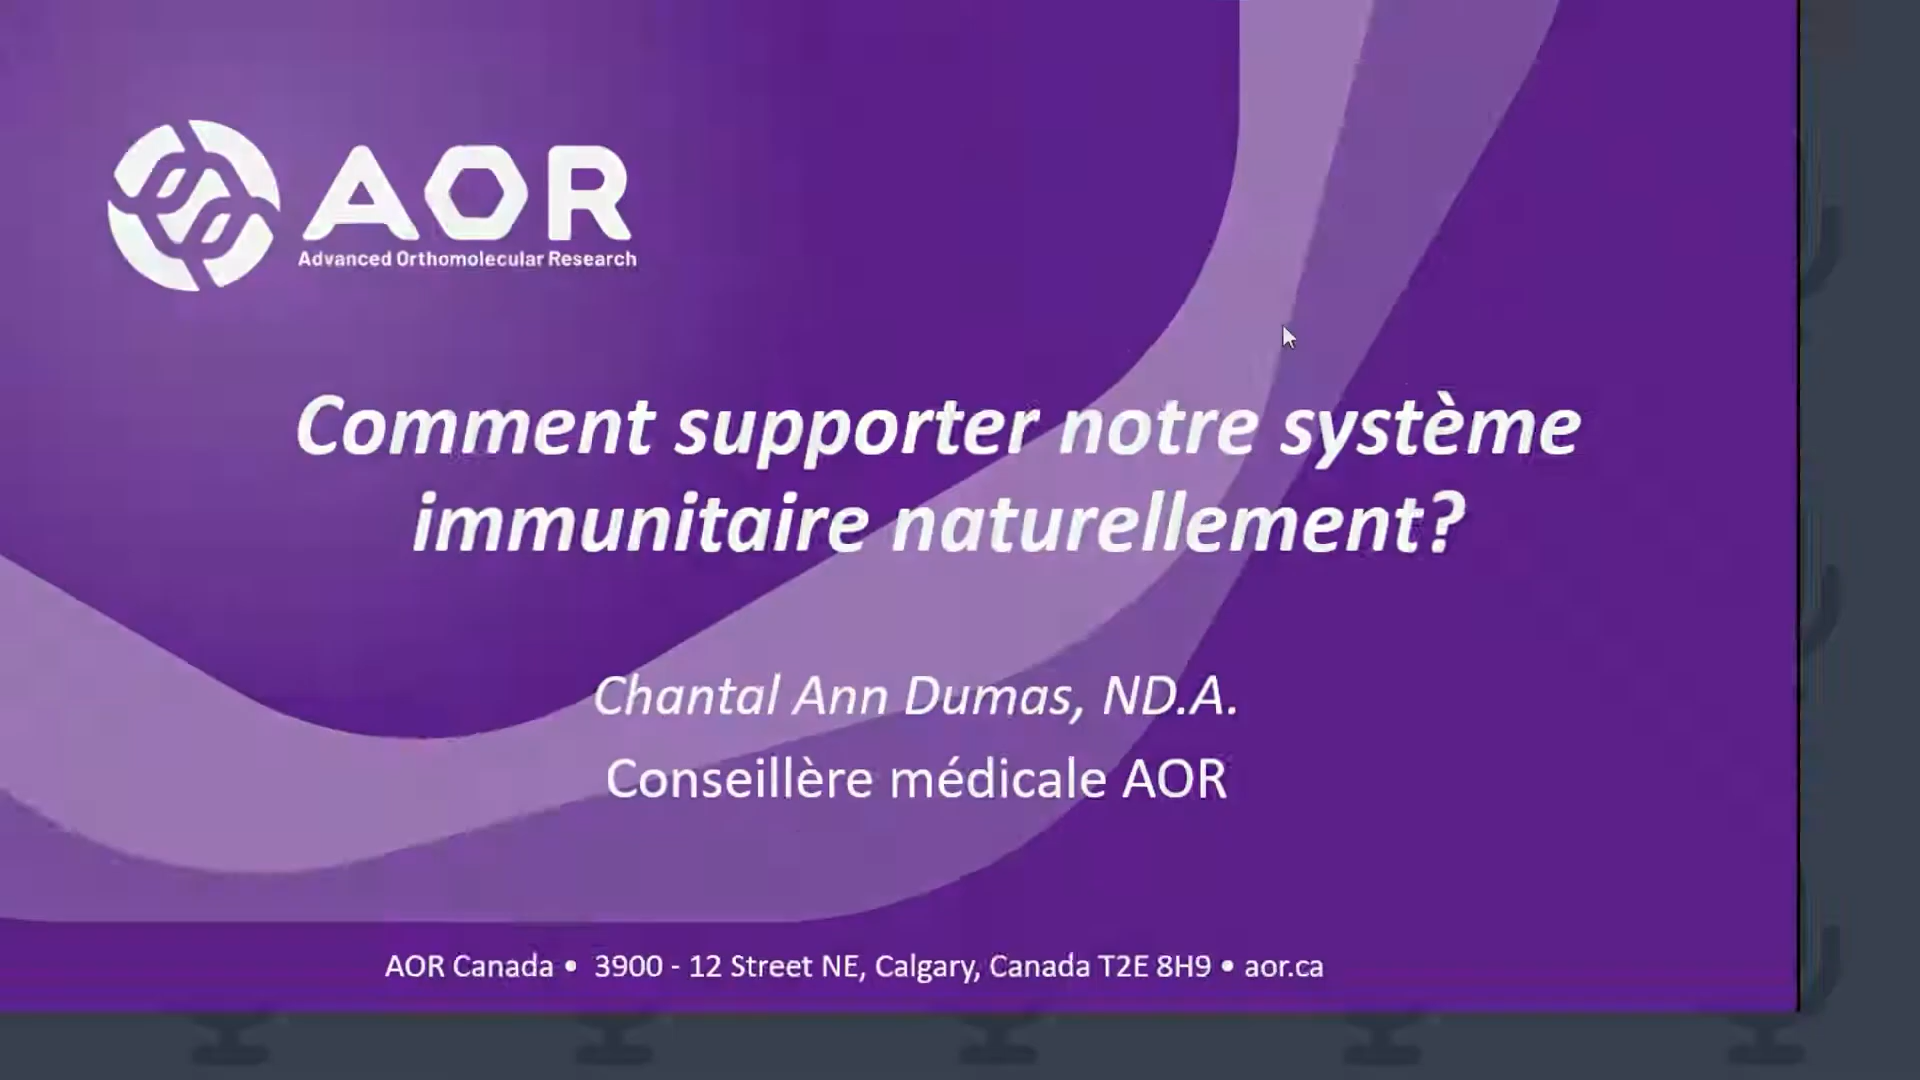 AOR
Advanced Orthomolecular Research
Comment supporter notre système
immunitaire naturellement?
Chantal Ann Dumas, ND.A.
Conseillère médicale AOR
AOR Canada • 3900 - 12 Street NE, Calgary, Canada T2E 8H9 • aor.ca